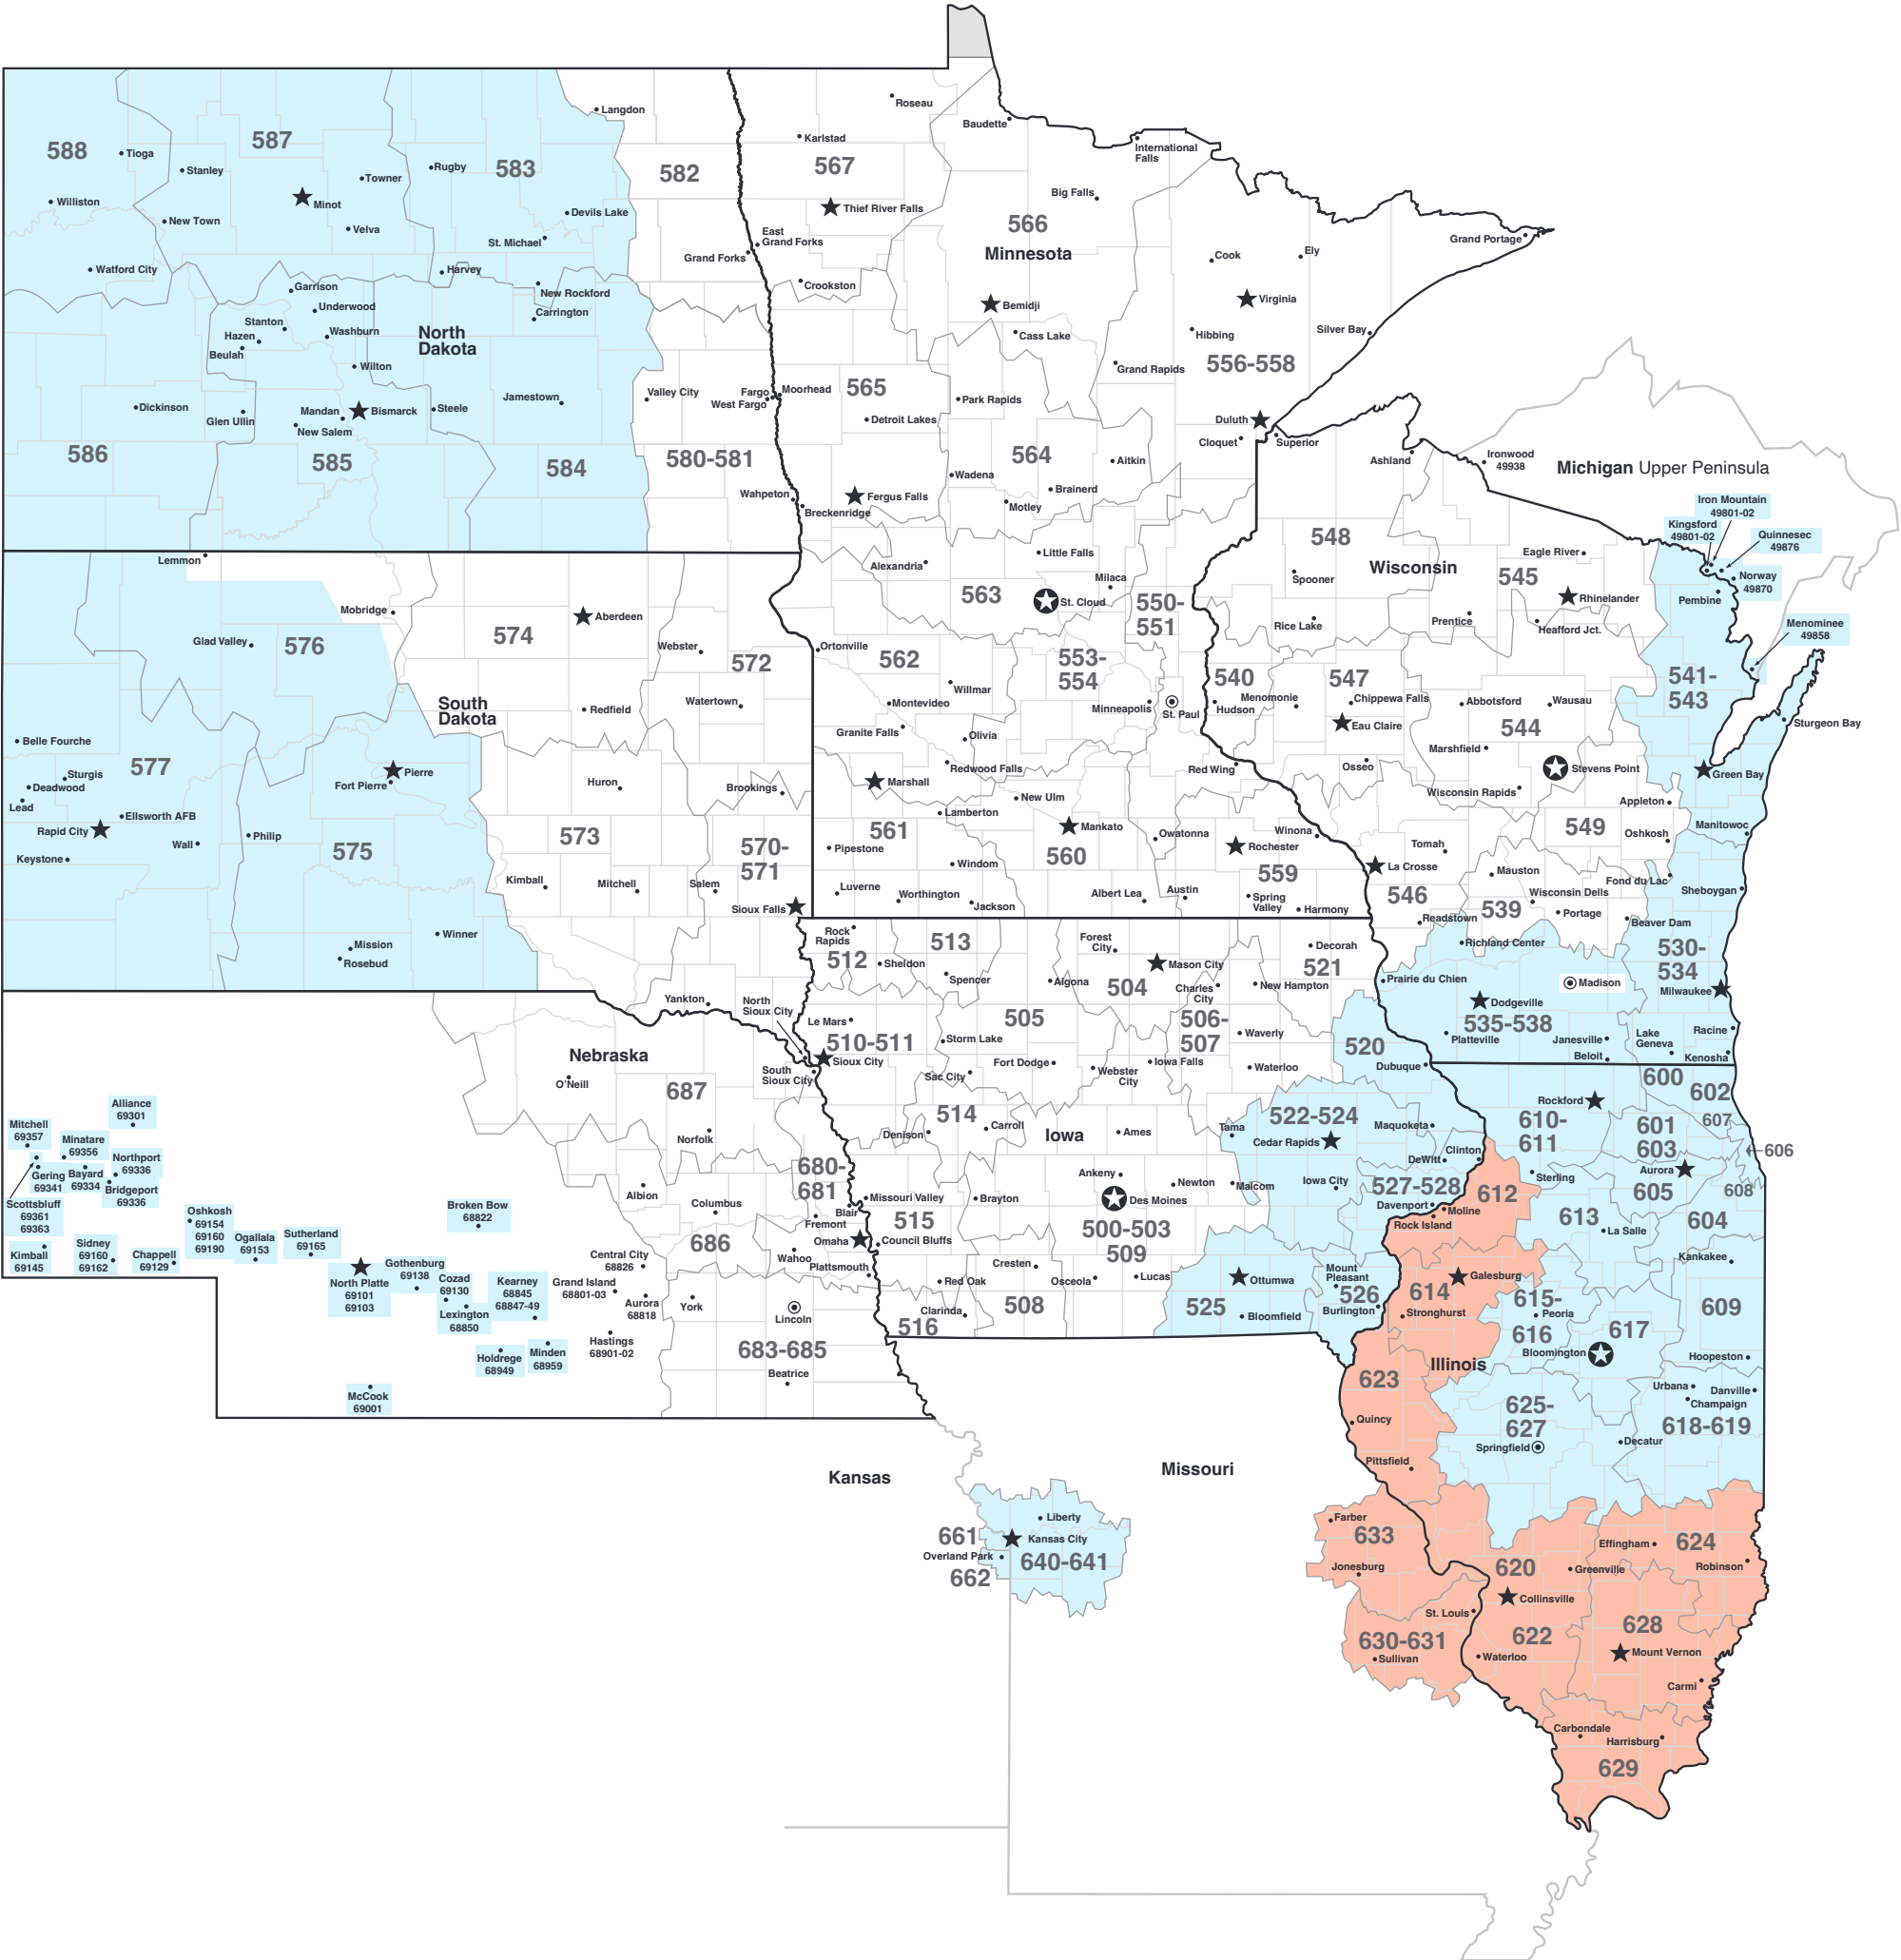 588
Tioga
Williston
Watford City
587
Stanley
New Town
Minot
Towner
Velva
Rugby
583
Devils Lake
St. Michael
Harvey
New Rockford
Carrington
Langdon
582
Grand Forks
Garrison
Underwood
Stanton
Hazen
Beulah
Washburn
Wilton
North
Dakota
Dickinson
Glen Ullin
Mandan
New Salem
Bismarck
Steele
Jamestown
Valley City
Fargo
West Fargo
586
585
584
580-581
Wahpeton
Roseau
Baudette
Karlstad
567
Thief River Falls
East
Grand Forks
Crookston
International
Falls
Big Falls
566
Minnesota
Bemidji
Cass Lake
Cook
Ely
Grand Portage
Virginia
Hibbing
Silver Bay
Grand Rapids
556-558
Moorhead
565
Detroit Lakes
Park Rapids
Duluth
Cloquet
Superior
564
Wadena
Aitkin
Brainerd
Motley
Fergus Falls
Breckenridge
Little Falls
Alexandria
563
Milaca
St. Cloud
550-
551
Ortonville
562
553-
554
Willmar
Montevideo
Minneapolis
St. Paul
Granite Falls
Olivia
Redwood Falls
Marshall
Red Wing
New Ulm
Lamberton
561
Mankato
Owatonna
Winona
Rochester
Pipestone
560
559
Windom
Luverne
Worthington
Jackson
Albert Lea
Austin
Spring
Valley
Harmony
Lemmon
Mobridge
Glad Valley
576
574
Aberdeen
Webster
572
South
Dakota
Redfield
Watertown
Belle Fourche
577
Sturgis
Deadwood
Lead
Pierre
Fort Pierre
Huron
Brookings
Ellsworth AFB
Rapid City
Wall
Philip
Keystone
575
573
570-
571
Kimball
Mitchell
Salem
Sioux Falls
Winner
Mission
Rosebud
Yankton
North
Sioux City
Ashland
Ironwood
49938
Michigan Upper Peninsula
Iron Mountain
49801-02
Kingsford
49801-02
Quinnesec
49876
Norway
49870
Pembine
Menominee
49858
548
Wisconsin
Eagle River
545
Spooner
Rhinelander
Rice Lake
Prentice
Heafford Jct.
540
547
541-
543
Menomonie
Hudson
Chippewa Falls
Eau Claire
Abbotsford
Wausau
544
Sturgeon Bay
Marshfield
Osseo
Stevens Point
Green Bay
Wisconsin Rapids
Appleton
549
Oshkosh
Manitowoc
Tomah
La Crosse
Mauston
Fond du Lac
Wisconsin Dells
Sheboygan
546
539
Readstown
Portage
Beaver Dam
Richland Center
530-
534
Prairie du Chien
Madison
Milwaukee
Dodgeville
535-538
Platteville
Janesville
Beloit
Lake
Geneva
Racine
Kenosha
Rock
Rapids
512
Sheldon
513
Spencer
Forest
City
Mason City
Decorah
521
Algona
504
Charles
City
New Hampton
Le Mars
510-511
Sioux City
505
Storm Lake
506-
507
Waverly
520
Dubuque
Fort Dodge
Webster
City
Iowa Falls
Waterloo
Sac City
514
Denison
Carroll
Iowa
Ames
522-524
Tama
Cedar Rapids
Maquoketa
DeWitt
Clinton
Ankeny
Newton
Malcom
Iowa City
527-528
Davenport
Missouri Valley
Brayton
Des Moines
515
Council Bluffs
500-503
509
Creston
Osceola
Lucas
Red Oak
Ottumwa
Mount
Pleasant
526
Burlington
Clarinda
508
516
525
Bloomfield
Nebraska
O'Neill
687
South
Sioux City
Norfolk
680-
681
Albion
Columbus
Blair
Fremont
Omaha
686
Wahoo
Plattsmouth
Alliance
69301
Mitchell
69357
Minatare
69356
Northport
69336
Gering
69341
Bayard
69334
Bridgeport
69336
Scottsbluff
69361
69363
Kimball
69145
Sidney
69160
69162
Oshkosh
69154
69160
69190
Chappell
69129
Ogallala
69153
Sutherland
69165
Broken Bow
68822
North Platte
69101
69103
Gothenburg
69138
Cozad
69130
Lexington
68850
Kearney
68845
68847-49
Central City
68826
Grand Island
68801-03
Aurora
68818
York
Lincoln
Hastings
68901-02
Holdrege
68949
Minden
68959
McCook
69001
683-685
Beatrice
600
602
Rockford
610-
611
601
603
607
606
Aurora
Sterling
605
608
612
Moline
Rock Island
613
La Salle
604
Kankakee
614
Galesburg
Stronghurst
615-
Peoria
616
617
Bloomington
609
Hoopeston
Illinois
623
Urbana
Danville
Champaign
618-619
625-
627
Springfield
Decatur
Quincy
Pittsfield
Kansas
Missouri
Liberty
661
Kansas City
Overland Park
640-641
662
Farber
633
Jonesburg
St. Louis
630-631
Sullivan
620
Greenville
Collinsville
622
Waterloo
Effingham
624
Robinson
628
Mount Vernon
Carmi
Carbondale
Harrisburg
629